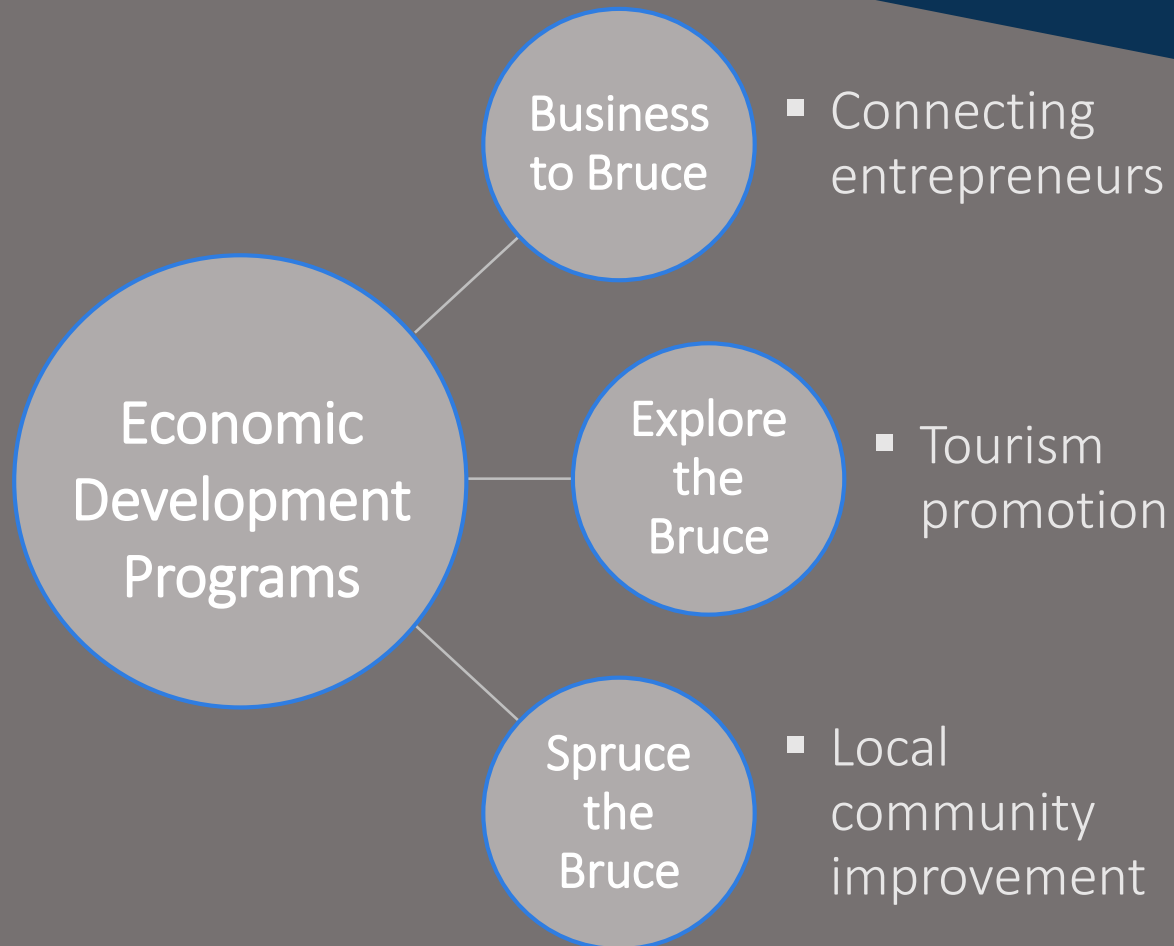 Economic
Development
Programs
Business
to Bruce
▪ Connecting
entrepreneurs
Explore
the
Bruce
▪ Tourism
promotion
Spruce
the
Bruce
▪ Local
community
improvement